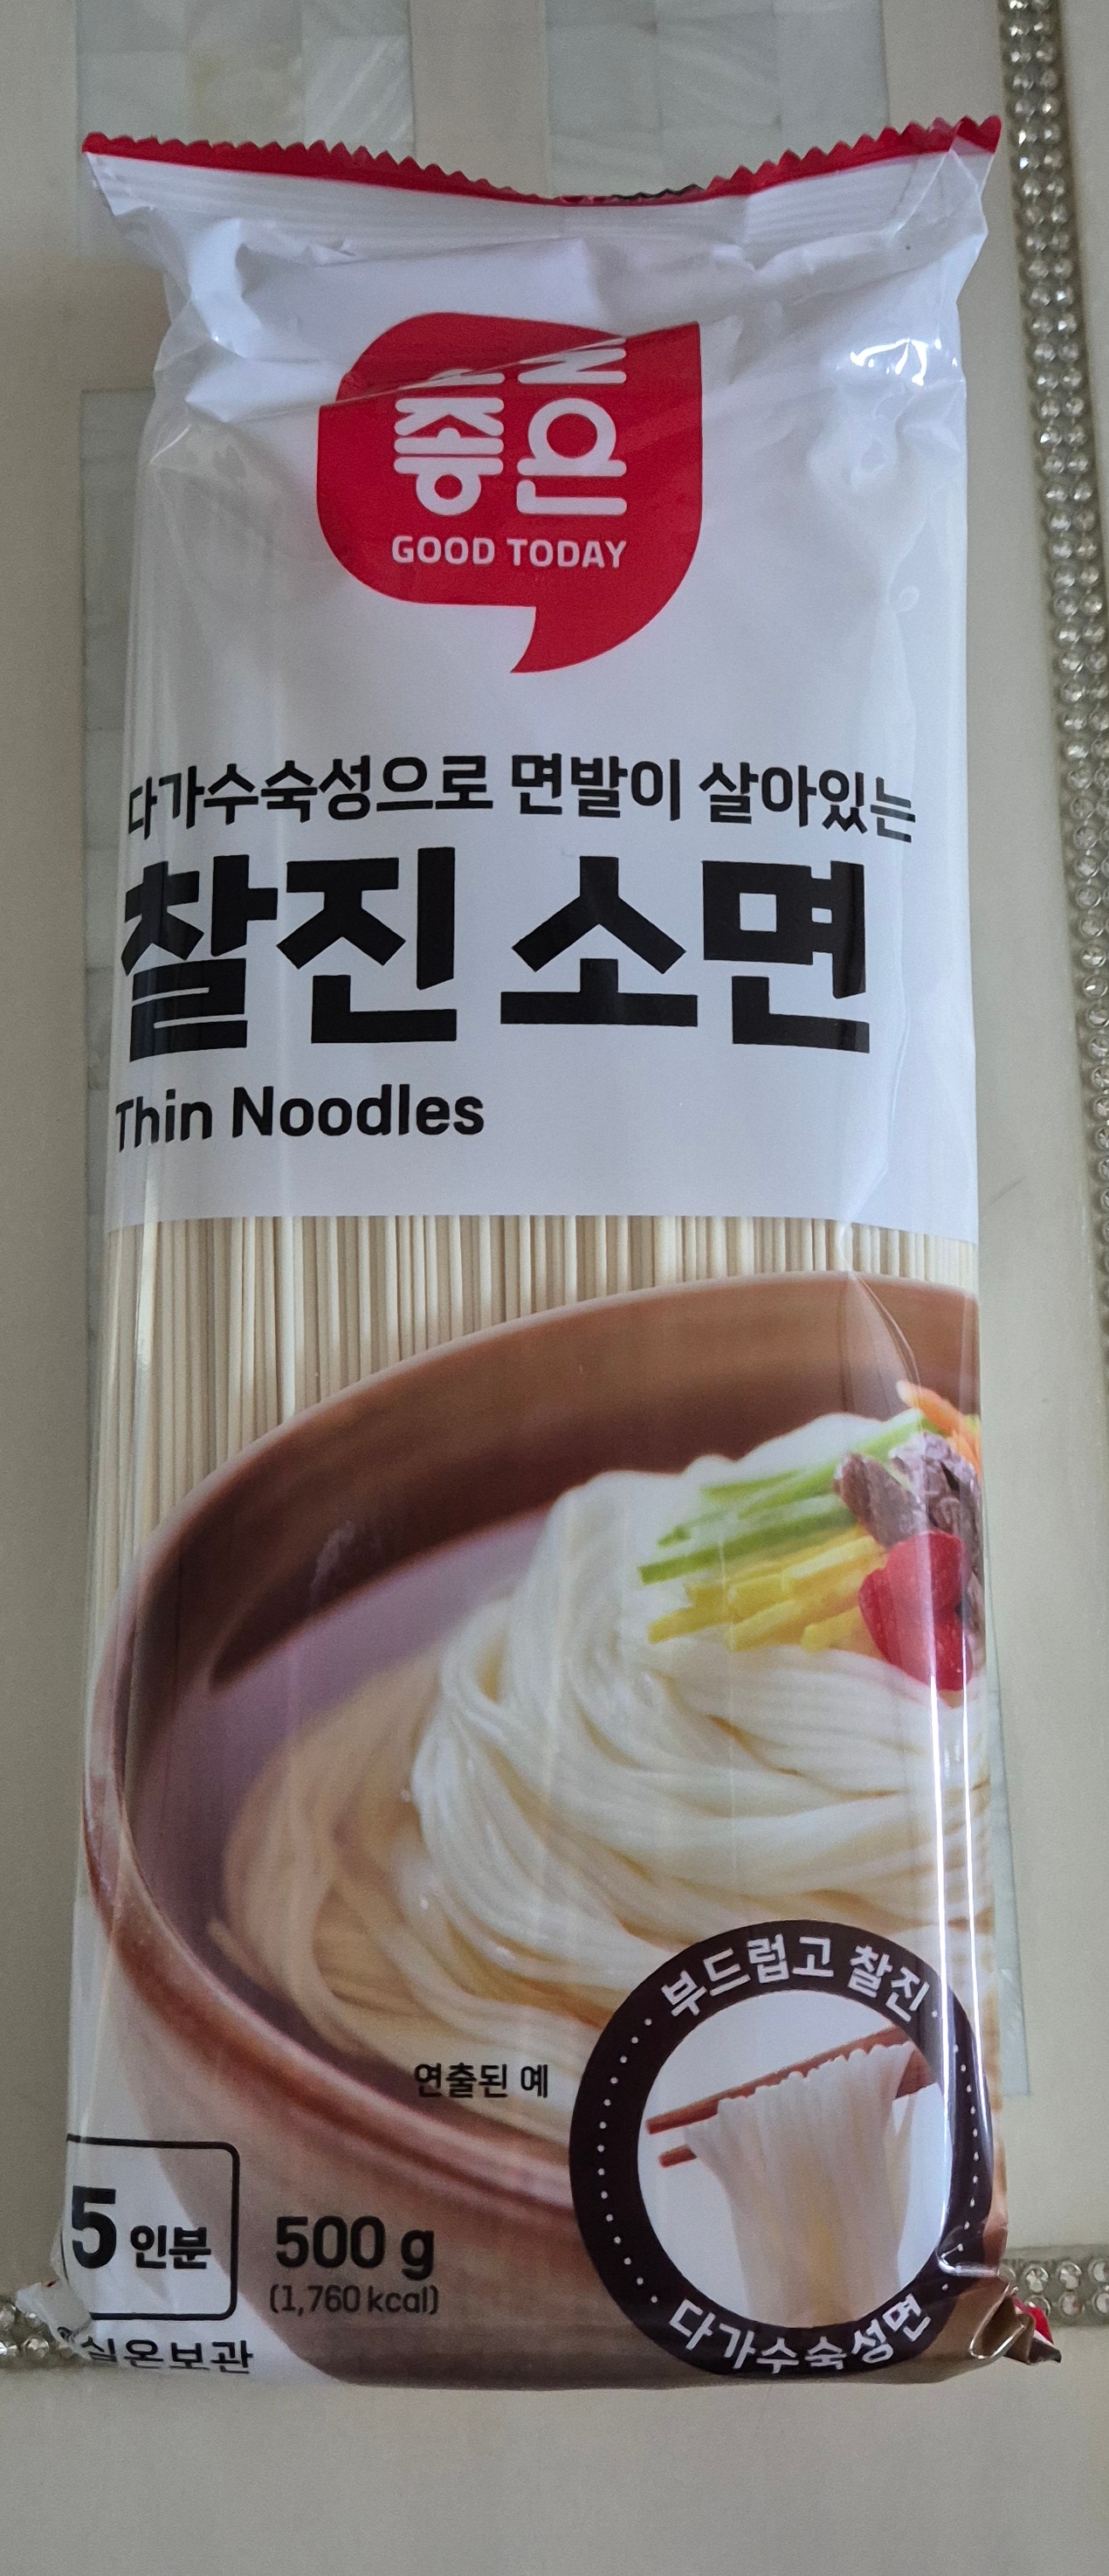 좋은
GOOD TODAY
다가수숙성으로 면발이 살아있는
찰진 소면
Thin Noodles
부드럽고 찰진
연출된 예
5 인분
500 g
(1,760 kcal)
다가수숙성면
실온보관